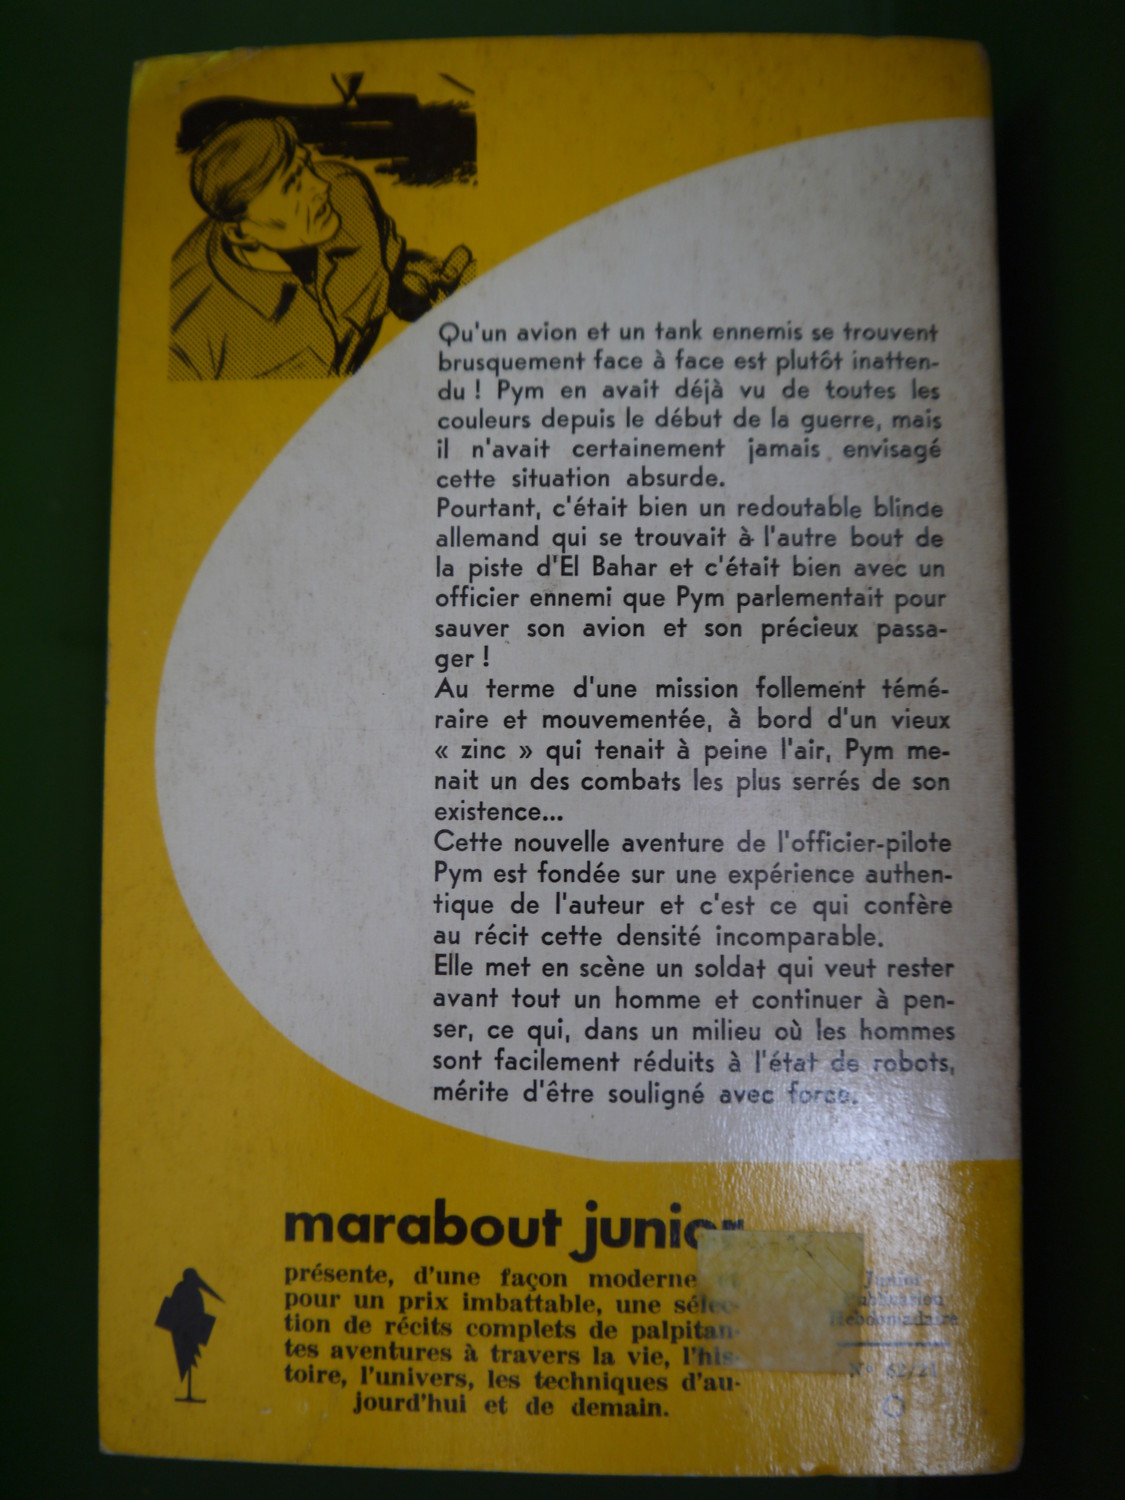 Qu'un avion et un tank ennemis se trouvent
brusquement face à face est plutôt inatten-
du ! Pym en avait déjà vu de toutes les
couleurs depuis le début de la guerre, mais
il n'avait certainement jamais envisagé
cette situation absurde.
Pourtant, c'était bien un redoutable blinde
allemand qui se trouvait à l'autre bout de
la piste d'El Bahar et c'était bien avec un
officier ennemi que Pym parlementait pour
sauver son avion et son précieux passa-
ger !
Au terme d'une mission follement témé-
raire et mouvementée, à bord d'un vieux
« zinc » qui tenait à peine l'air, Pym me-
nait un des combats les plus serrés de son
existence...
Cette nouvelle aventure de l'officier-pilote
Pym est fondée sur une expérience authen-
tique de l'auteur et c'est ce qui confère
au récit cette densité incomparable.
Elle met en scène un soldat qui veut rester
avant tout un homme et continuer à pen-
ser, ce qui, dans un milieu où les hommes
sont facilement réduits à l'état de robots,
mérite d'être souligné avec force.
marabout junior
présente, d'une façon moderne et
pour un prix imbattable, une sélec-
tion de récits complets de palpitan-
tes aventures à travers la vie, l'his-
toire, l'univers, les techniques d'au-
jourd'hui et de demain.
Junior
Publication
Hebdomadaire
N°